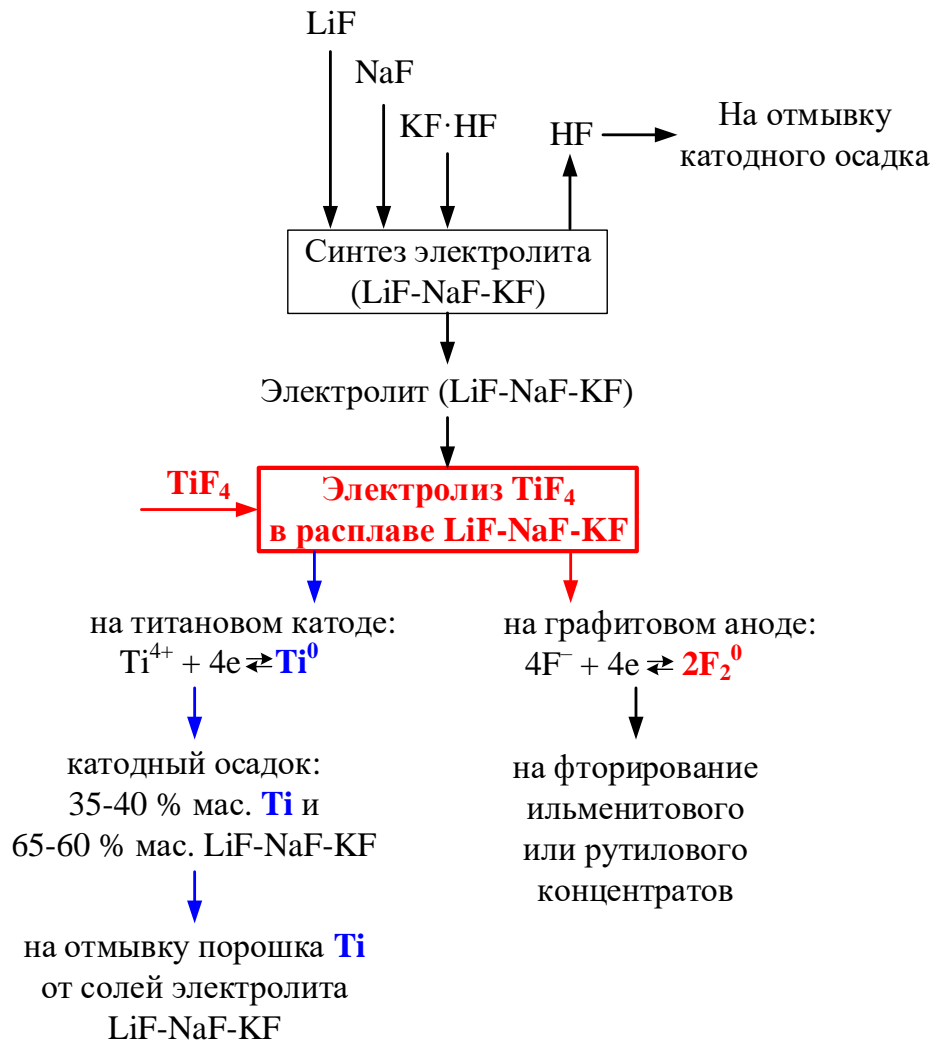 LiF
NaF
KF·HF
HF
На отмывку
катодного осадка
Синтез электролита
(LiF-NaF-KF)
Электролит (LiF-NaF-KF)
TiF₄
Электролиз TiF₄
в расплаве LiF-NaF-KF
на титановом катоде:
Ti⁴⁺ + 4e ⇄ Ti⁰
катодный осадок:
35-40 % мас. Ti и
65-60 % мас. LiF-NaF-KF
на отмывку порошка Ti
от солей электролита
LiF-NaF-KF
на графитовом аноде:
4F⁻ + 4e ⇄ 2F₂⁰
на фторирование
ильменитового
или рутилового
концентратов